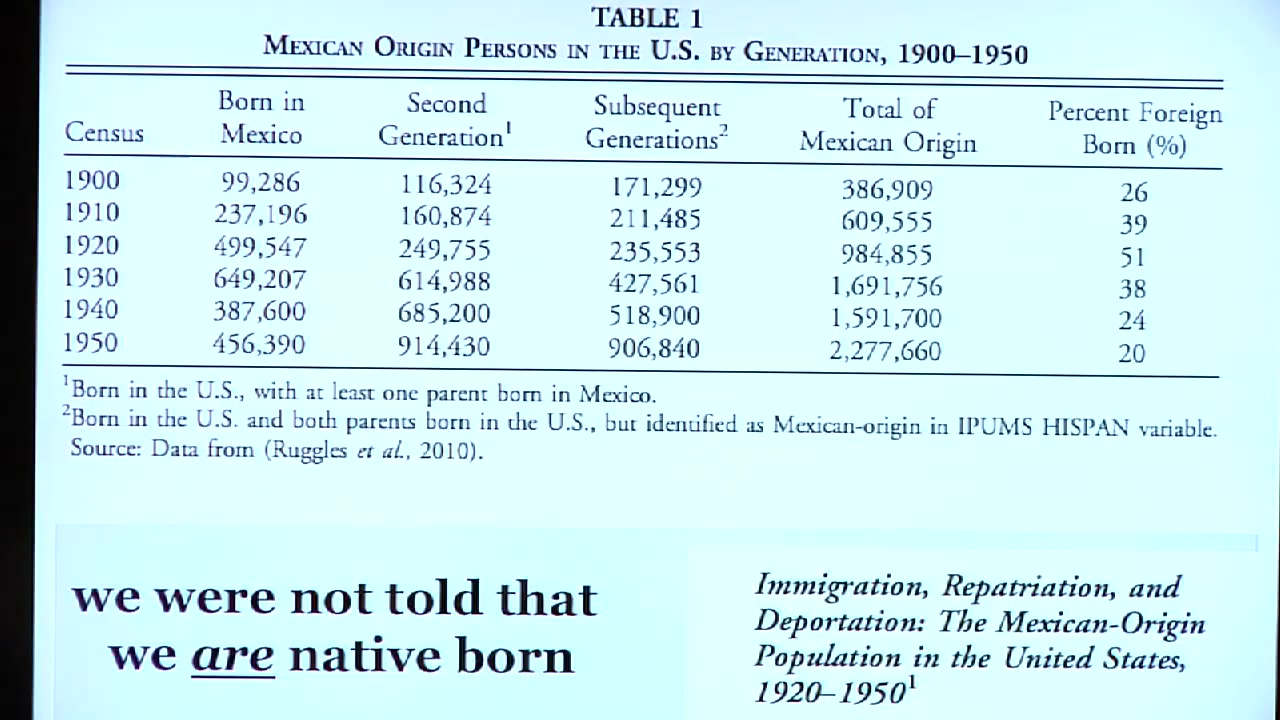 TABLE 1
MEXICAN ORIGIN PERSONS IN THE U.S. BY GENERATION, 1900–1950
Census Born in Mexico Second Generation¹ Subsequent Generations² Total of Mexican Origin Percent Foreign Born (%)
1900 99,286 116,324 171,299 386,909 26
1910 237,196 160,874 211,485 609,555 39
1920 499,547 249,755 235,553 984,855 51
1930 649,207 614,988 427,561 1,691,756 38
1940 387,600 685,200 518,900 1,591,700 24
1950 456,390 914,430 906,840 2,277,660 20
¹Born in the U.S., with at least one parent born in Mexico.
²Born in the U.S. and both parents born in the U.S., but identified as Mexican-origin in IPUMS HISPAN variable.
Source: Data from (Ruggles et al., 2010).
we were not told that
we are native born
Immigration, Repatriation, and
Deportation: The Mexican-Origin
Population in the United States,
1920–1950¹